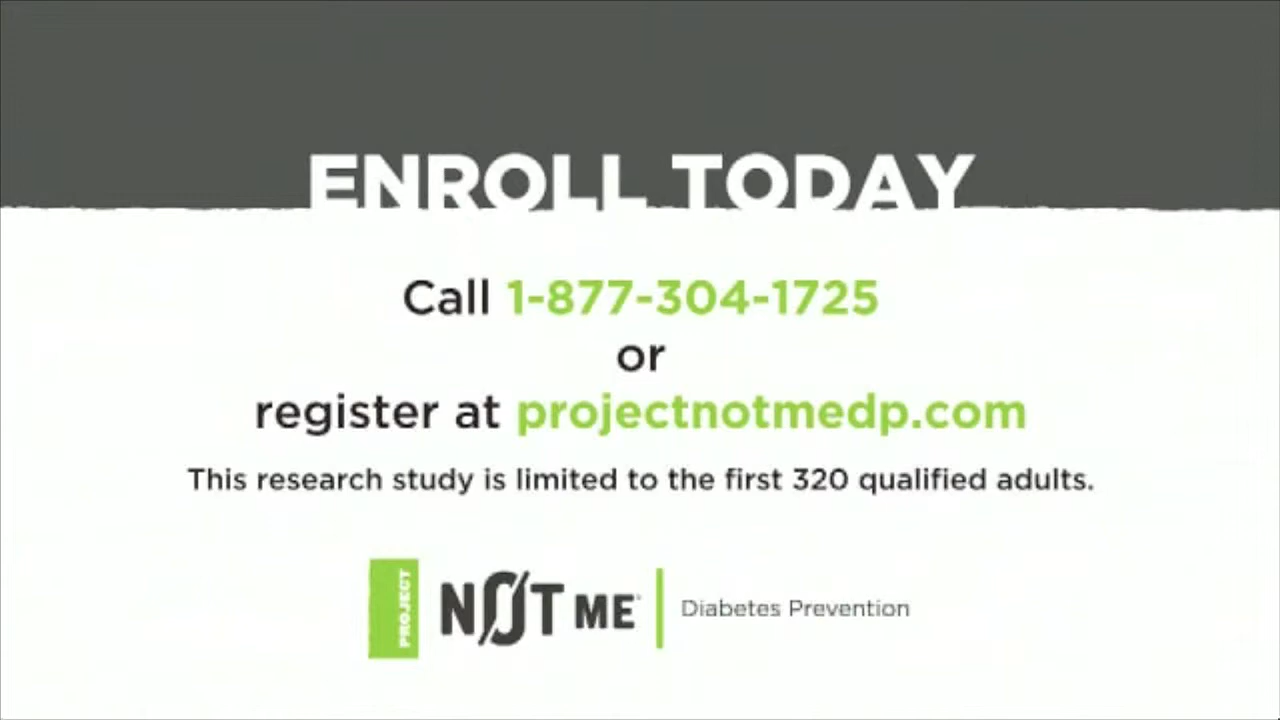 ENROLL TODAY
Call 1-877-304-1725
or
register at projectnotmedp.com
This research study is limited to the first 320 qualified adults.
PROJECT NOT ME Diabetes Prevention